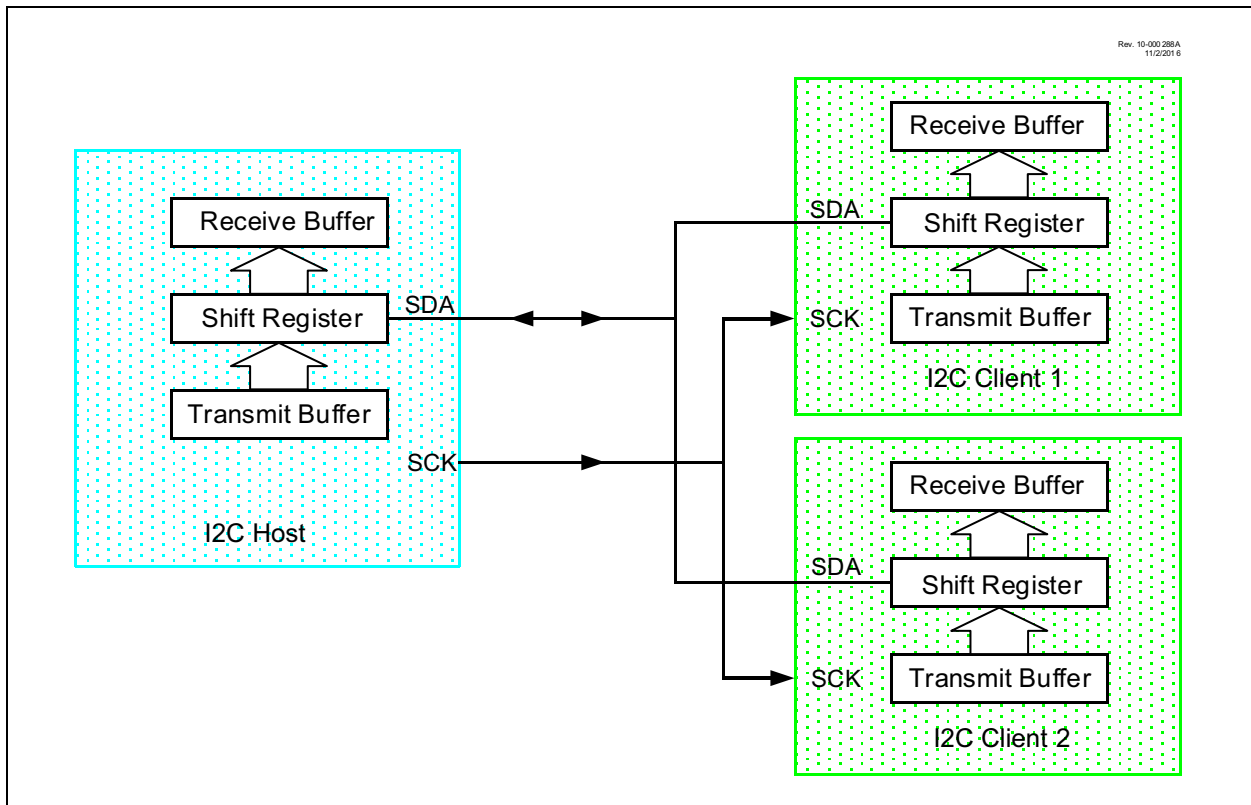 Rev. 10-000 288A
11/2/201 6
Receive Buffer
Shift Register
Transmit Buffer
SDA
SCK
I2C Host
Receive Buffer
SDA
Shift Register
SCK
Transmit Buffer
I2C Client 1
Receive Buffer
SDA
Shift Register
SCK
Transmit Buffer
I2C Client 2